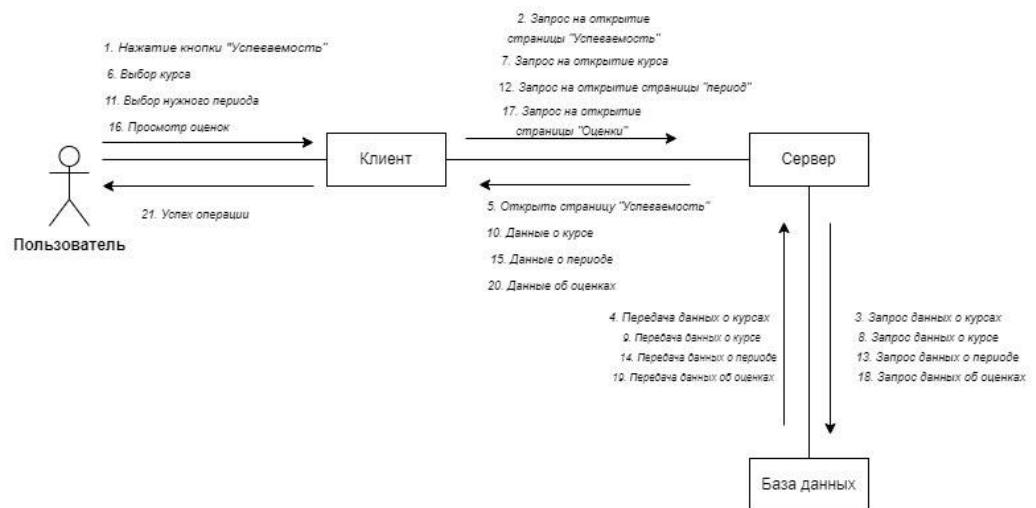 2. Запрос на открытие
страницы "Успеваемость"
1. Нажатие кнопки "Успеваемость"
7. Запрос на открытие курса
6. Выбор курса
12. Запрос на открытие страницы "период"
11. Выбор нужного периода
17. Запрос на открытие
страницы "Оценки"
16. Просмотр оценок
Клиент
Сервер
5. Открыть страницу "Успеваемость"
21. Успех операции
10. Данные о курсе
Пользователь
15. Данные о периоде
20. Данные об оценках
4. Передача данных о курсах
9. Передача данных о курсе
14. Передача данных о периоде
19. Передача данных об оценках
3. Запрос данных о курсах
8. Запрос данных о курсе
13. Запрос данных о периоде
18. Запрос данных об оценках
База данных